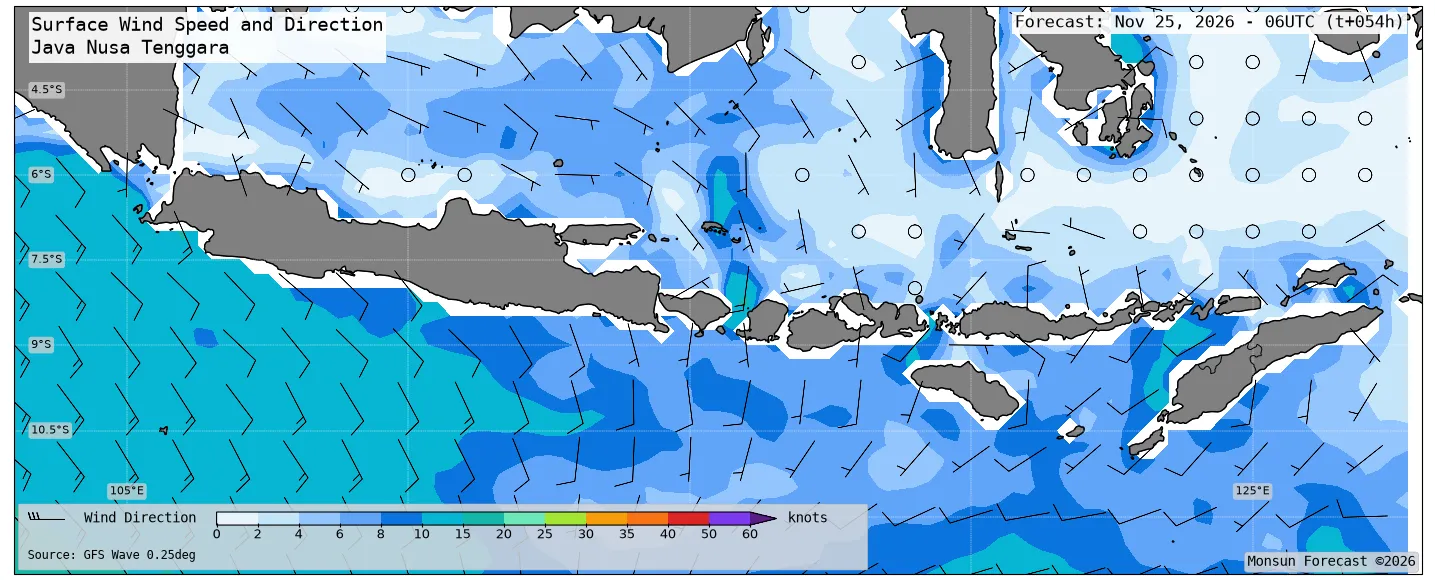 Surface Wind Speed and Direction
Java Nusa Tenggara
Forecast: Nov 25, 2026 - 06UTC (t+054h)
4.5°S
6°S
7.5°S
9°S
10.5°S
105°E
125°E
Wind Direction
0 2 4 6 8 10 15 20 25 30 35 40 50 60
knots
Source: GFS Wave 0.25deg
Monsun Forecast ©2026